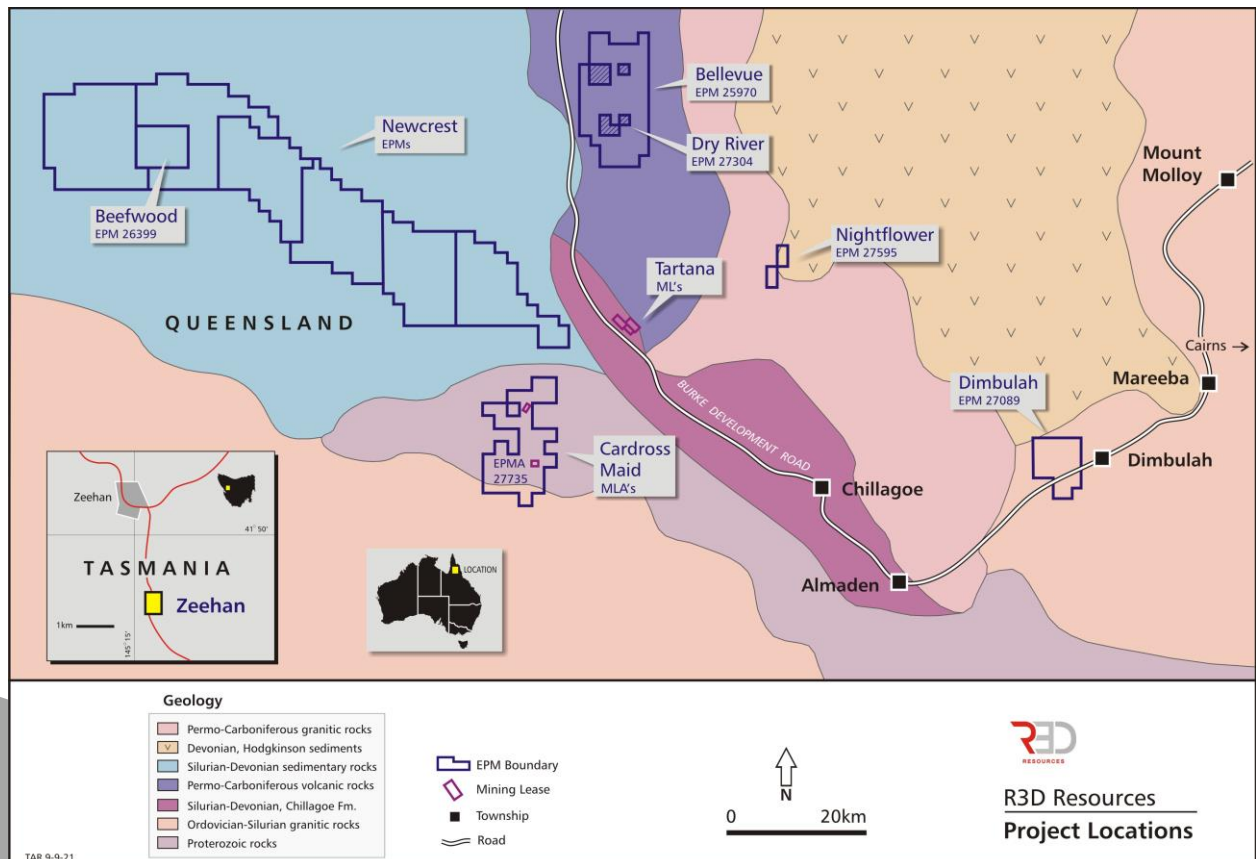 Bellevue
EPM 25970
Newcrest
EPMs
Dry River
EPM 27304
Mount
Molloy
Beefwood
EPM 26399
Nightflower
EPM 27595
Tartana
ML's
QUEENSLAND
Cairns →
Mareeba
Dimbulah
EPM 27089
BURKE DEVELOPMENT ROAD
Cardross
Maid
MLA's
EPMA
27735
Dimbulah
Chillagoe
Almaden
Zeehan
41° 50'
TASMANIA
Zeehan
1km
145° 15'
LOCATION
Geology
Permo-Carboniferous granitic rocks
Devonian, Hodgkinson sediments
Silurian-Devonian sedimentary rocks
Permo-Carboniferous volcanic rocks
Silurian-Devonian, Chillagoe Fm.
Ordovician-Silurian granitic rocks
Proterozoic rocks
EPM Boundary
Mining Lease
Township
Road
N
0 20km
R3D
RESOURCES
R3D Resources
Project Locations
TAR 9-9-21